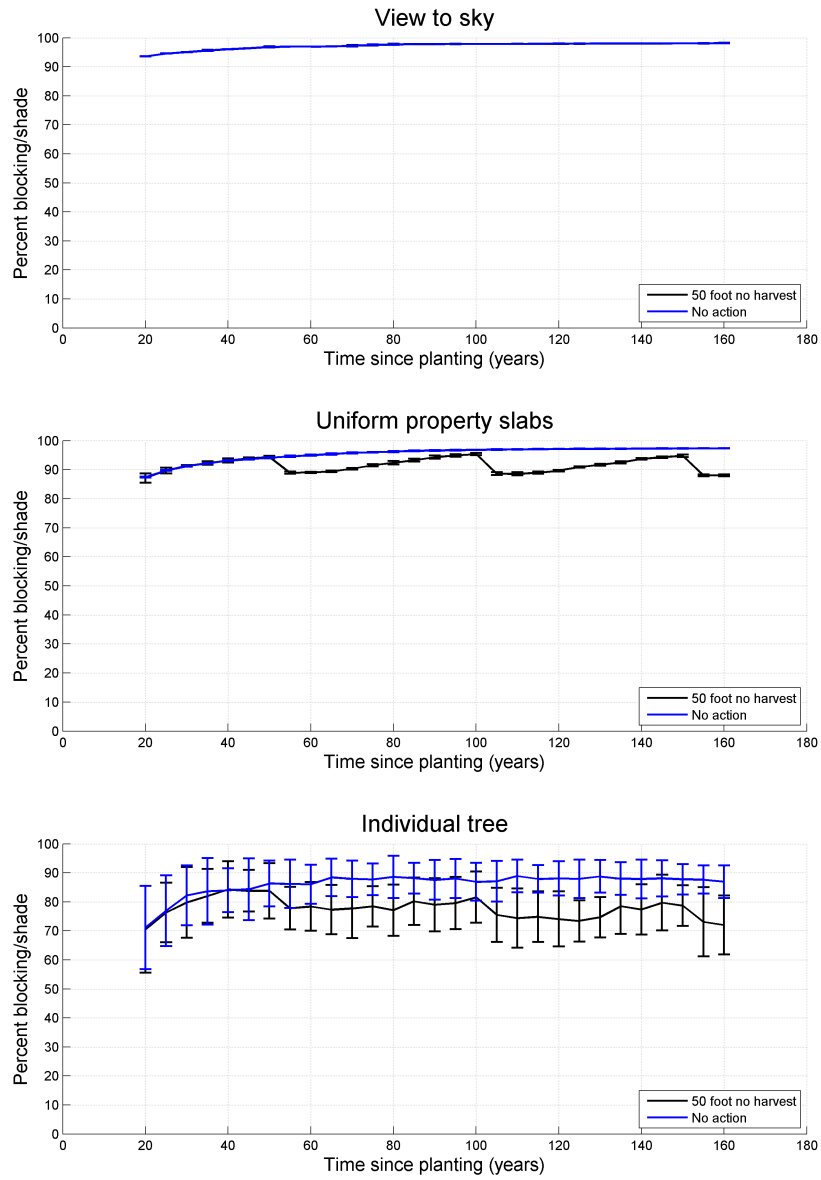 View to sky
Percent blocking/shade
100
90
80
70
60
50
40
30
20
10
0
0 20 40 60 80 100 120 140 160 180
Time since planting (years)
50 foot no harvest
No action
Uniform property slabs
Percent blocking/shade
100
90
80
70
60
50
40
30
20
10
0
0 20 40 60 80 100 120 140 160 180
Time since planting (years)
50 foot no harvest
No action
Individual tree
Percent blocking/shade
100
90
80
70
60
50
40
30
20
10
0
0 20 40 60 80 100 120 140 160 180
Time since planting (years)
50 foot no harvest
No action